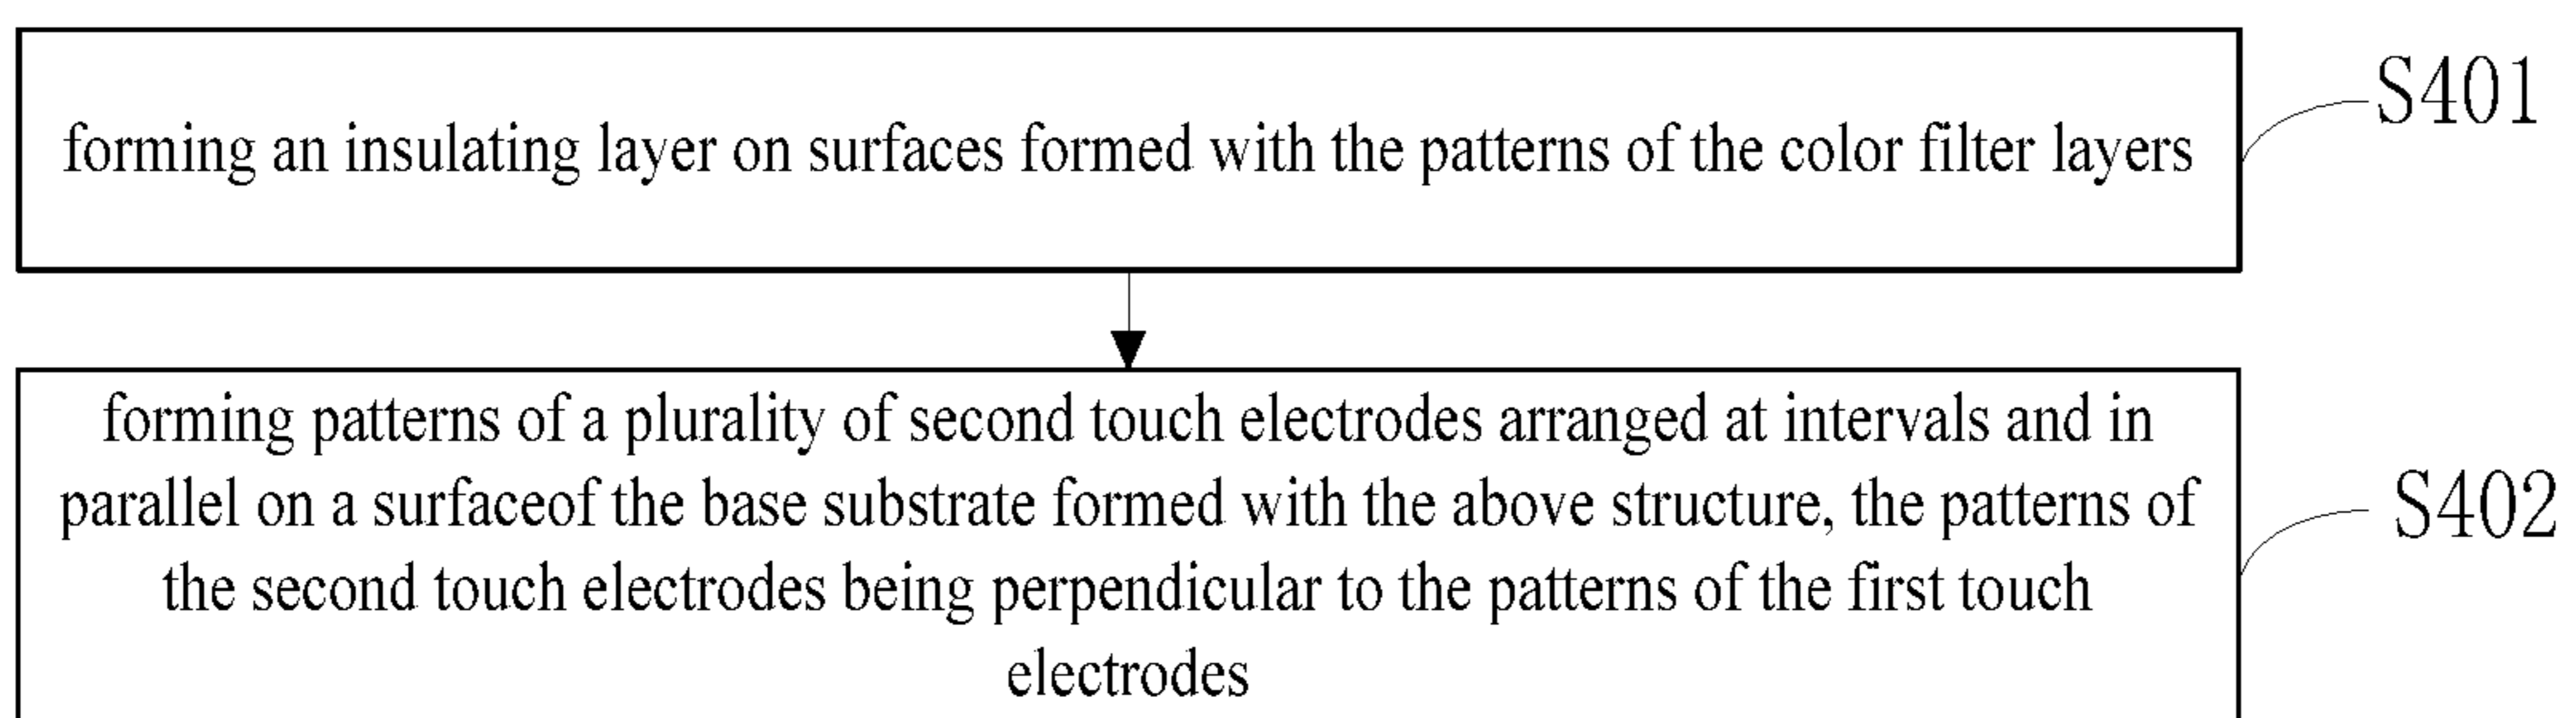 forming an insulating layer on surfaces formed with the patterns of the color filter layers
S401
forming patterns of a plurality of second touch electrodes arranged at intervals and in
parallel on a surfaceof the base substrate formed with the above structure, the patterns of
the second touch electrodes being perpendicular to the patterns of the first touch
electrodes
S402